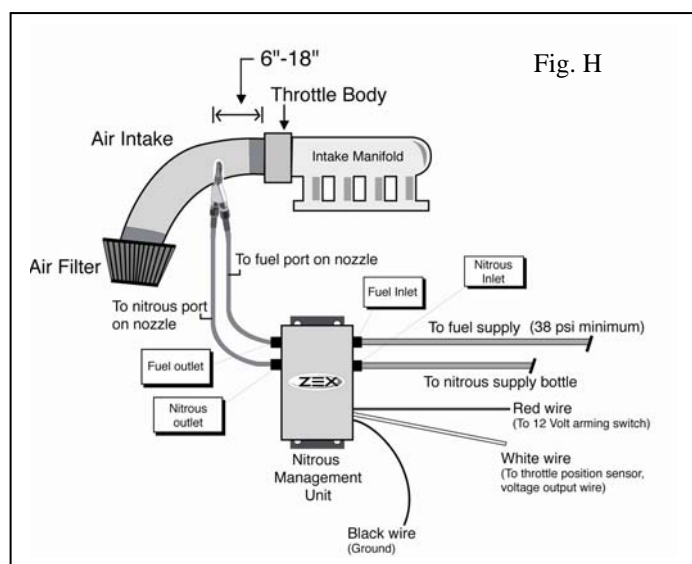 6"-18"
Fig. H
Throttle Body
Air Intake
Intake Manifold
Air Filter
To fuel port on nozzle
Nitrous
Inlet
Fuel Inlet
To nitrous port
on nozzle
To fuel supply (38 psi minimum)
Fuel outlet
ZEX
To nitrous supply bottle
Nitrous
outlet
Red wire
(To 12 Volt arming switch)
Nitrous
Management
Unit
White wire
(To throttle position sensor,
voltage output wire)
Black wire
(Ground)